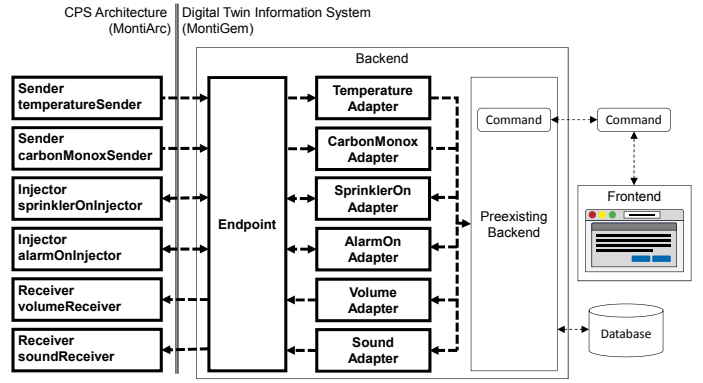 CPS Architecture
(MontiArc)
Digital Twin Information System
(MontiGem)
Backend
Sender
temperatureSender
Sender
carbonMonoxSender
Injector
sprinklerOnInjector
Injector
alarmOnInjector
Receiver
volumeReceiver
Receiver
soundReceiver
Endpoint
Temperature
Adapter
CarbonMonox
Adapter
SprinklerOn
Adapter
AlarmOn
Adapter
Volume
Adapter
Sound
Adapter
Command
Preexisting
Backend
Command
Frontend
Database